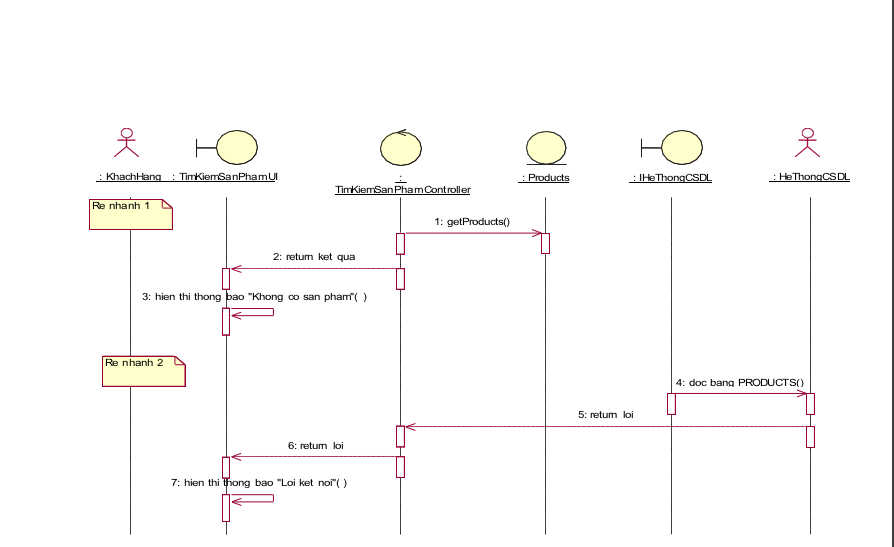 : KhachHang
: TimKiemSanPhamUI
:
TimKiemSanPhamController
: Products
: IHeThongCSDL
: HeThongCSDL
Re nhanh 1
1: getProducts()
2: return ket qua
3: hien thi thong bao "Khong co san pham"( )
Re nhanh 2
4: doc bang PRODUCTS()
5: return loi
6: return loi
7: hien thi thong bao "Loi ket noi"( )